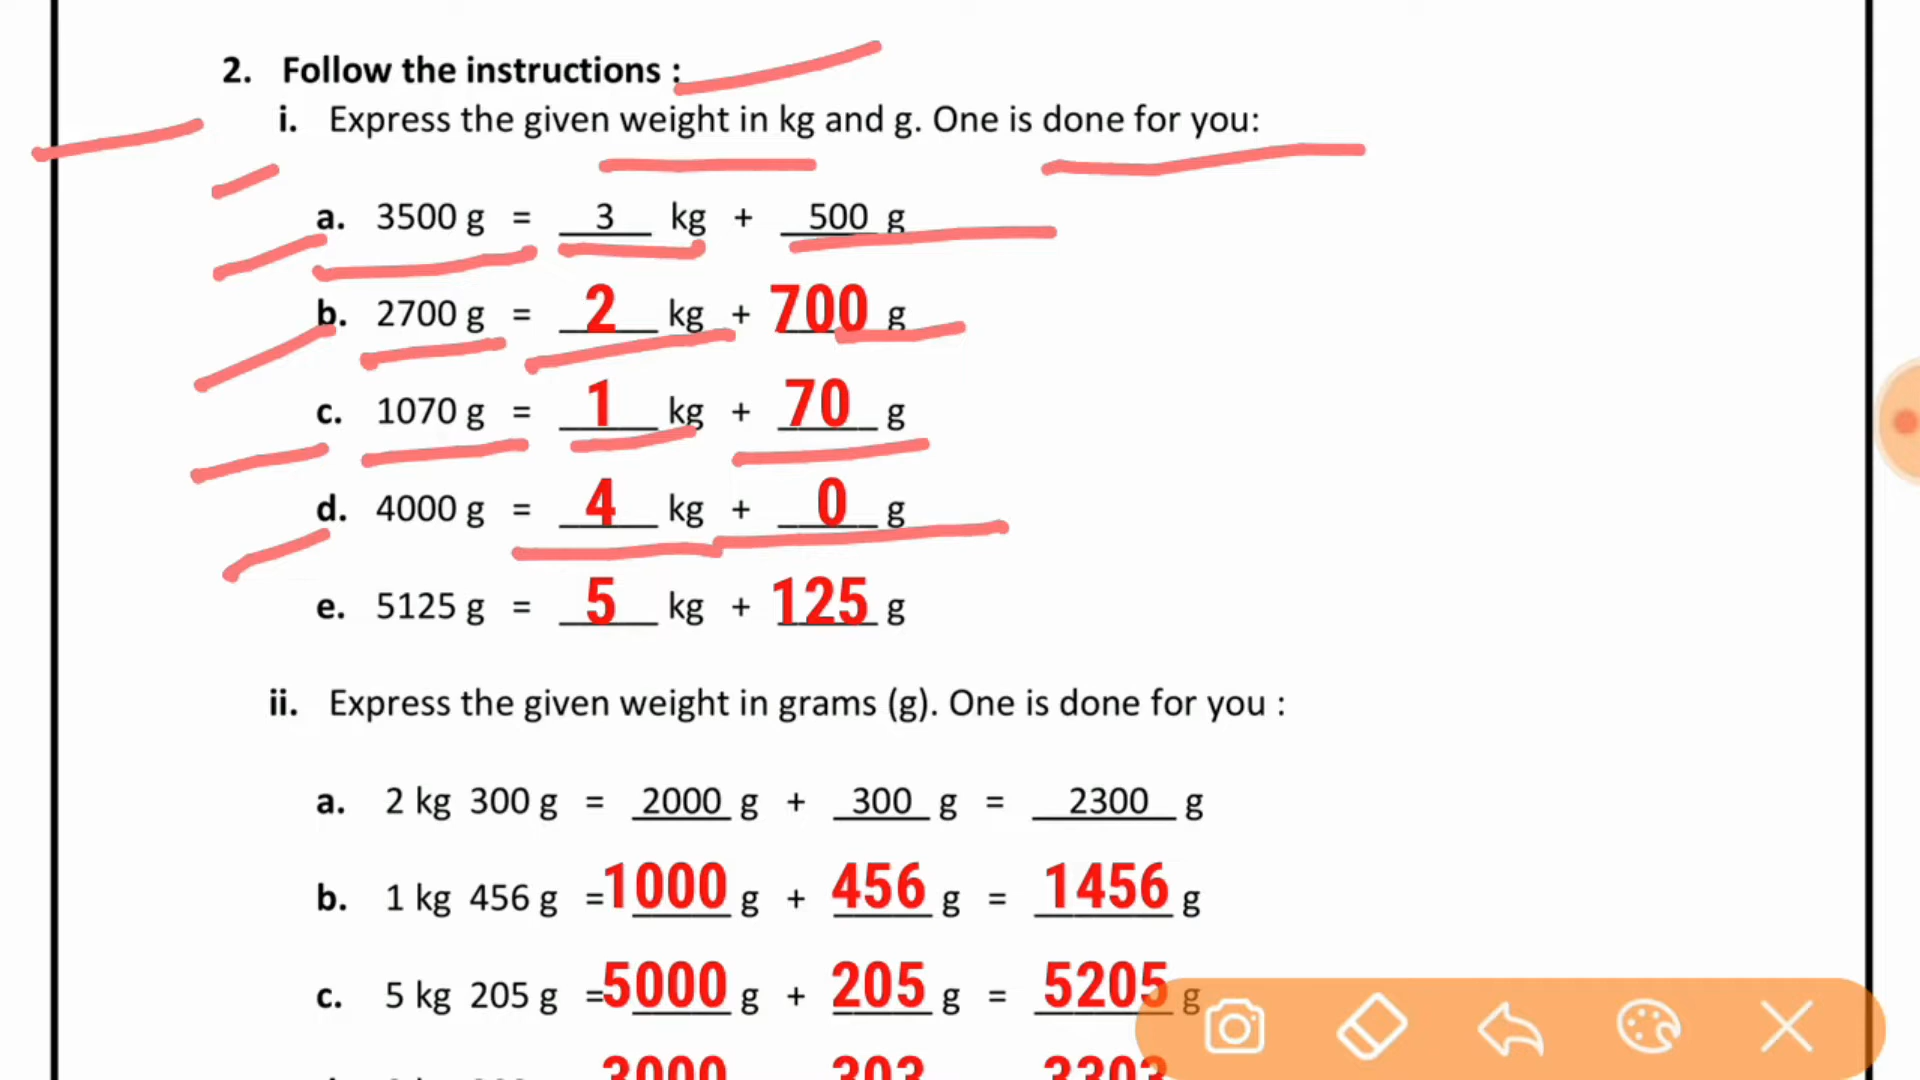 2. Follow the instructions :
i. Express the given weight in kg and g. One is done for you:
a. 3500 g = 3 kg + 500 g
b. 2700 g = 2 kg + 700 g
c. 1070 g = 1 kg + 70 g
d. 4000 g = 4 kg + 0 g
e. 5125 g = 5 kg + 125 g
ii. Express the given weight in grams (g). One is done for you :
a. 2 kg 300 g = 2000 g + 300 g = 2300 g
b. 1 kg 456 g = 1000 g + 456 g = 1456 g
c. 5 kg 205 g = 5000 g + 205 g = 5205 g
3000 303 3303